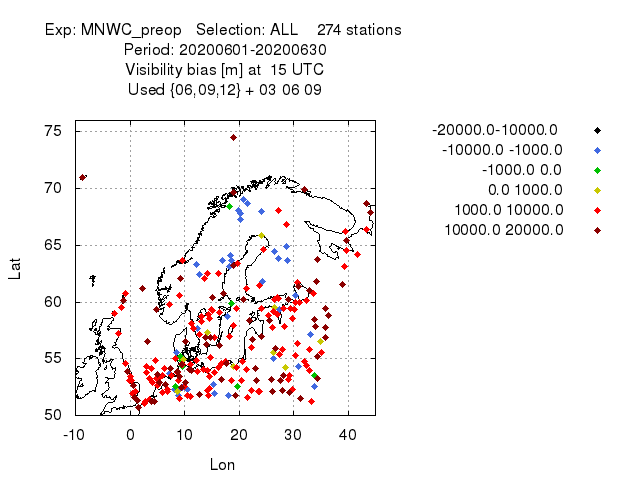 Exp: MNWC_preop   Selection: ALL    274 stations
Period: 20200601-20200630
Visibility bias [m] at  15 UTC
Used {06,09,12} + 03 06 09
-20000.0-10000.0
-10000.0 -1000.0
-1000.0 0.0
0.0 1000.0
1000.0 10000.0
10000.0 20000.0
75
70
65
60
55
50
Lat
-10 0 10 20 30 40
Lon